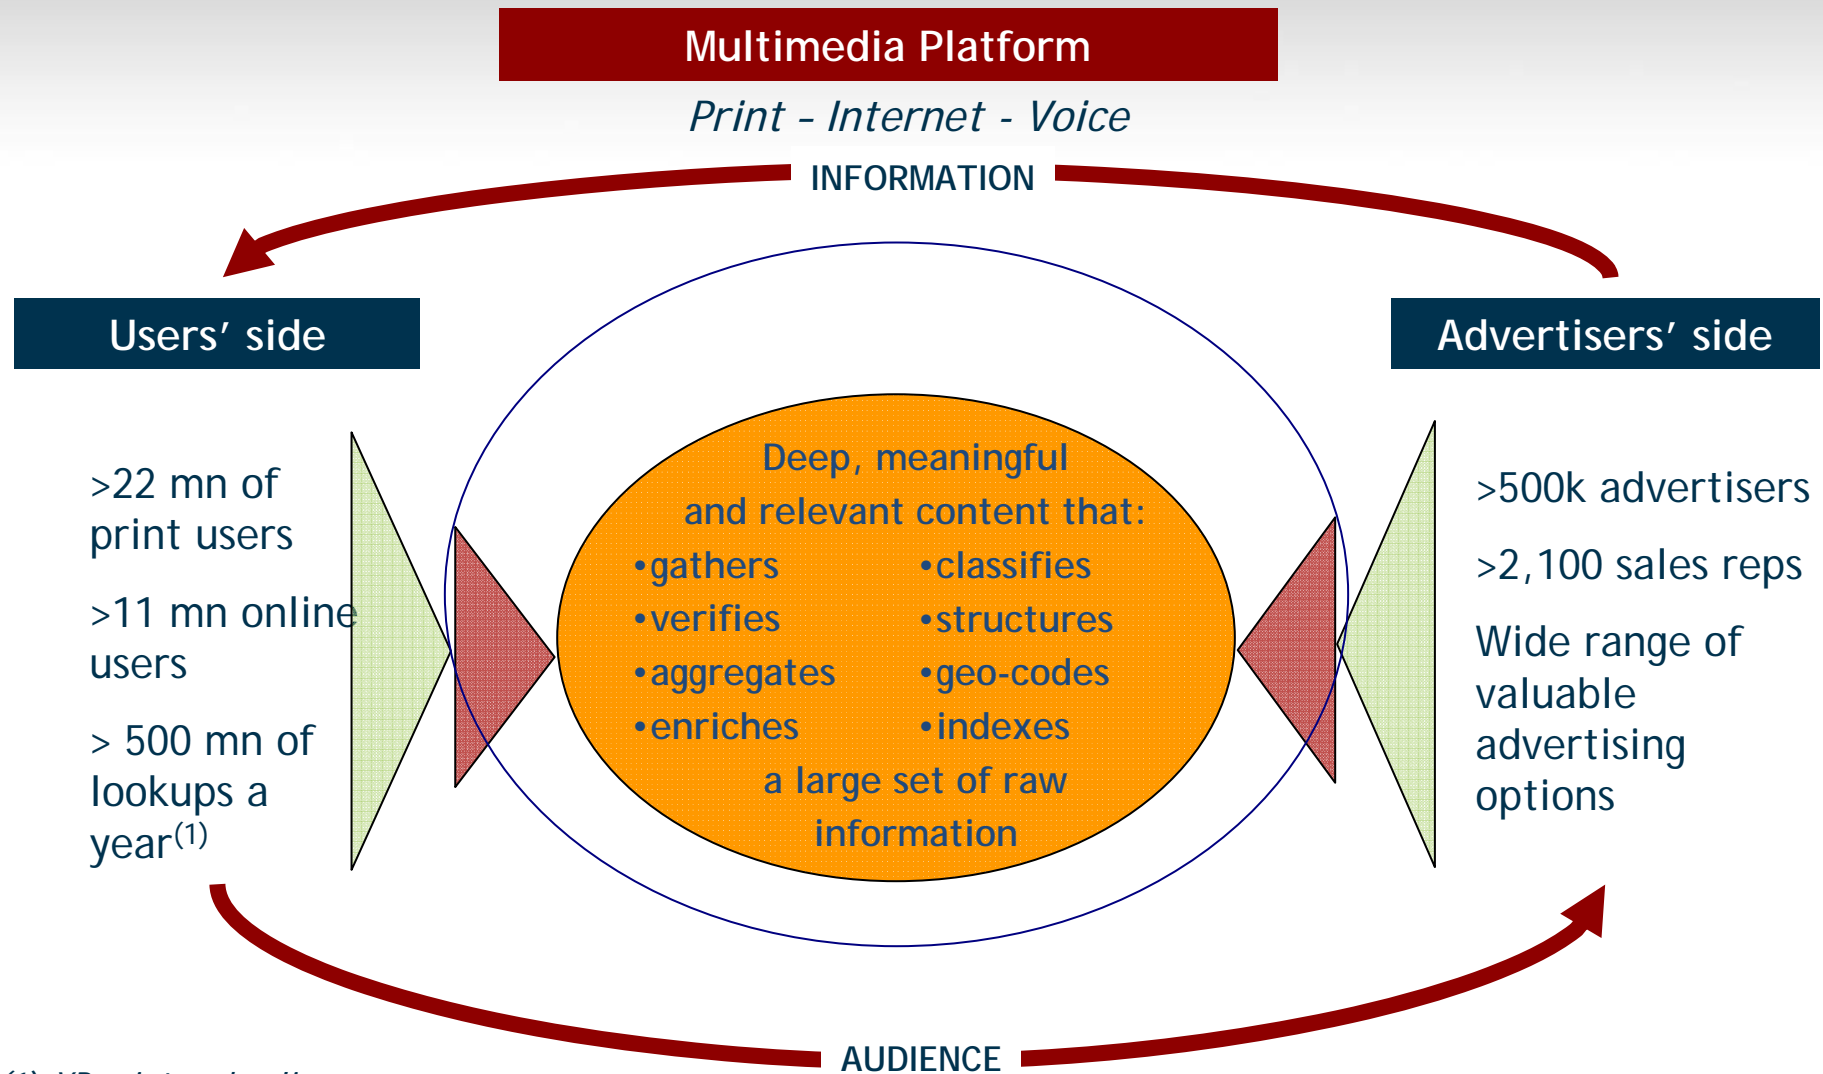 Multimedia Platform
Print – Internet - Voice
INFORMATION
Users’ side
Advertisers’ side
>22 mn of
print users
>11 mn online
users
> 500 mn of
lookups a
year(1)
Deep, meaningful
and relevant content that:
•gathers •classifies
•verifies •structures
•aggregates •geo-codes
•enriches •indexes
a large set of raw
information
>500k advertisers
>2,100 sales reps
Wide range of
valuable
advertising
options
AUDIENCE